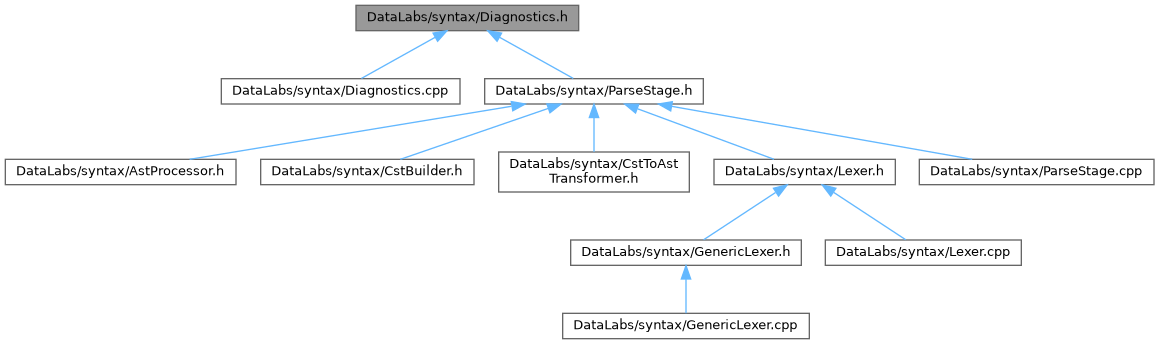 DataLabs/syntax/Diagnostics.h
DataLabs/syntax/Diagnostics.cpp
DataLabs/syntax/ParseStage.h
DataLabs/syntax/AstProcessor.h
DataLabs/syntax/CstBuilder.h
DataLabs/syntax/CstToAst
Transformer.h
DataLabs/syntax/Lexer.h
DataLabs/syntax/ParseStage.cpp
DataLabs/syntax/GenericLexer.h
DataLabs/syntax/Lexer.cpp
DataLabs/syntax/GenericLexer.cpp